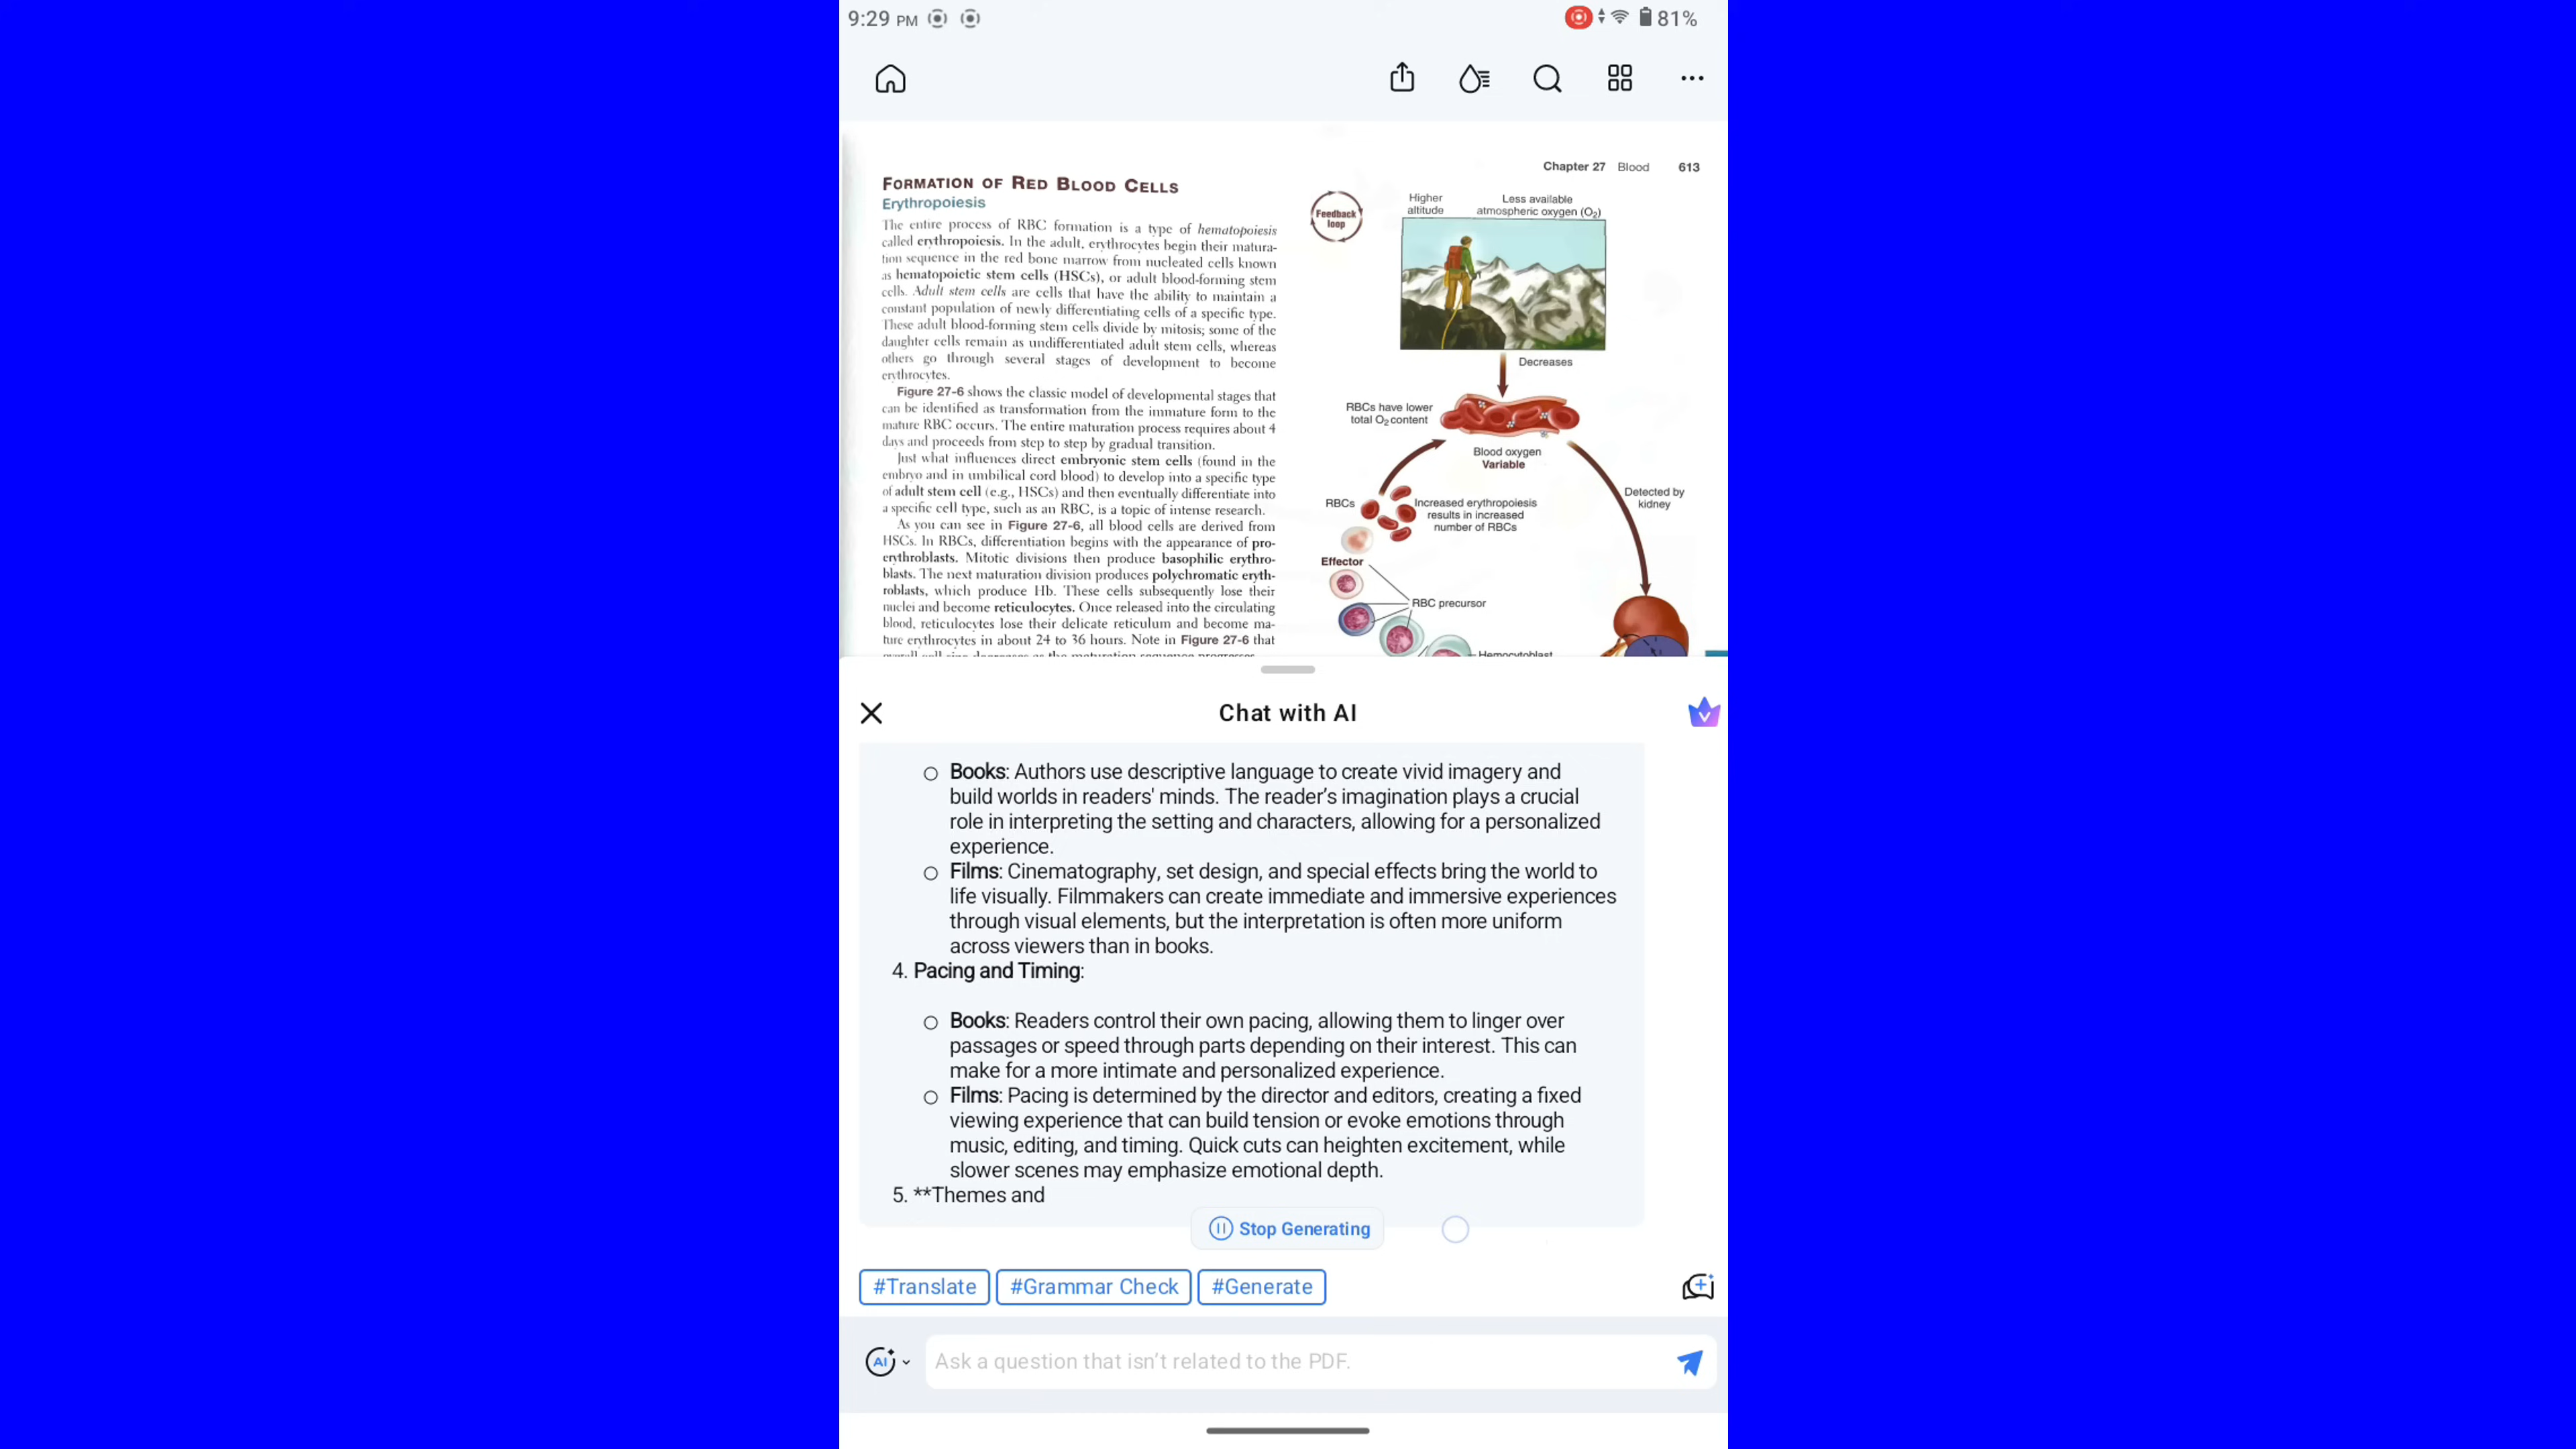 9:29 PM
81%
Chapter 27 Blood 613
FORMATION OF RED BLOOD CELLS
Erythropoiesis
The entire process of RBC formation is a type of hematopoiesis
called erythropoiesis. In the adult, erythrocytes begin their matura-
tion sequence in the red bone marrow from nucleated cells known
as hematopoietic stem cells (HSCs), or adult blood-forming stem
cells. Adult stem cells are cells that have the ability to maintain a
constant population of newly differentiating cells of a specific type.
These adult blood-forming stem cells divide by mitosis; some of the
daughter cells remain as undifferentiated adult stem cells, whereas
others go through several stages of development to become
erythrocytes.
Figure 27-6 shows the classic model of developmental stages that
can be identified as transformation from the immature form to the
mature RBC occurs. The entire maturation process requires about 4
days and proceeds from step to step by gradual transition.
Just what influences direct embryonic stem cells (found in the
embryo and in umbilical cord blood) to develop into a specific type
of adult stem cell (e.g., HSCs) and then eventually differentiate into
a specific cell type, such as an RBC, is a topic of intense research.
As you can see in Figure 27-6, all blood cells are derived from
HSCs. In RBCs, differentiation begins with the appearance of pro-
erythroblasts. Mitotic divisions then produce basophilic erythro-
blasts. The next maturation division produces polychromatic eryth-
roblasts, which produce Hb. These cells subsequently lose their
nuclei and become reticulocytes. Once released into the circulating
blood, reticulocytes lose their delicate reticulum and become ma-
ture erythrocytes in about 24 to 36 hours. Note in Figure 27-6 that
Feedback
loop
Higher
altitude
Less available
atmospheric oxygen (O2)
Decreases
RBCs have lower
total O2 content
Blood oxygen
Variable
Detected by
kidney
RBCs
Increased erythropoiesis
results in increased
number of RBCs
Effector
RBC precursor
Hemocytoblast
Chat with AI
Books: Authors use descriptive language to create vivid imagery and
build worlds in readers' minds. The reader's imagination plays a crucial
role in interpreting the setting and characters, allowing for a personalized
experience.
Films: Cinematography, set design, and special effects bring the world to
life visually. Filmmakers can create immediate and immersive experiences
through visual elements, but the interpretation is often more uniform
across viewers than in books.
4. Pacing and Timing:
Books: Readers control their own pacing, allowing them to linger over
passages or speed through parts depending on their interest. This can
make for a more intimate and personalized experience.
Films: Pacing is determined by the director and editors, creating a fixed
viewing experience that can build tension or evoke emotions through
music, editing, and timing. Quick cuts can heighten excitement, while
slower scenes may emphasize emotional depth.
5. **Themes and
Stop Generating
#Translate #Grammar Check #Generate
AI
Ask a question that isn't related to the PDF.